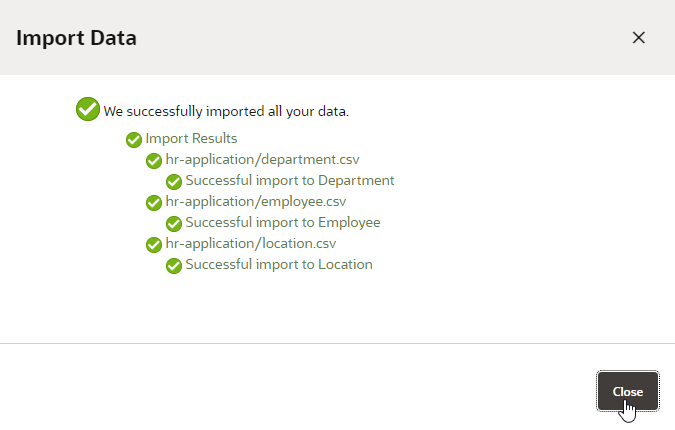 Import Data
We successfully imported all your data.
Import Results
hr-application/department.csv
Successful import to Department
hr-application/employee.csv
Successful import to Employee
hr-application/location.csv
Successful import to Location
Close